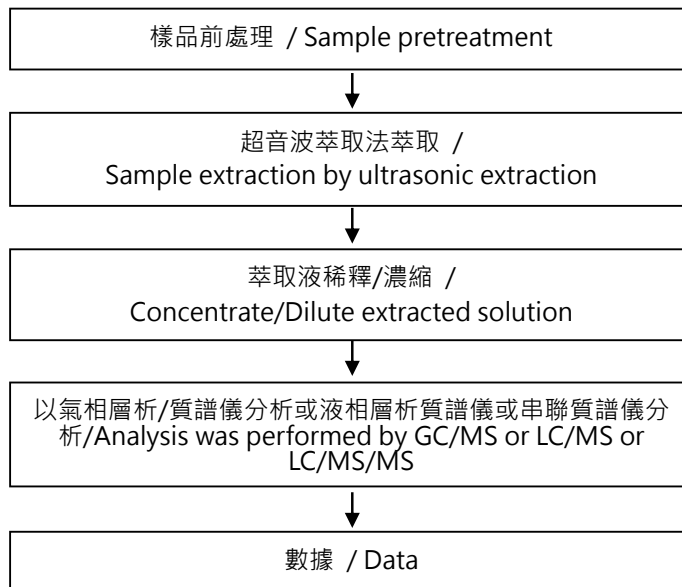 樣品前處理 / Sample pretreatment
超音波萃取法萃取 /
Sample extraction by ultrasonic extraction
萃取液稀釋/濃縮 /
Concentrate/Dilute extracted solution
以氣相層析/質譜儀分析或液相層析質譜儀或串聯質譜儀分
析/Analysis was performed by GC/MS or LC/MS or
LC/MS/MS
數據 / Data